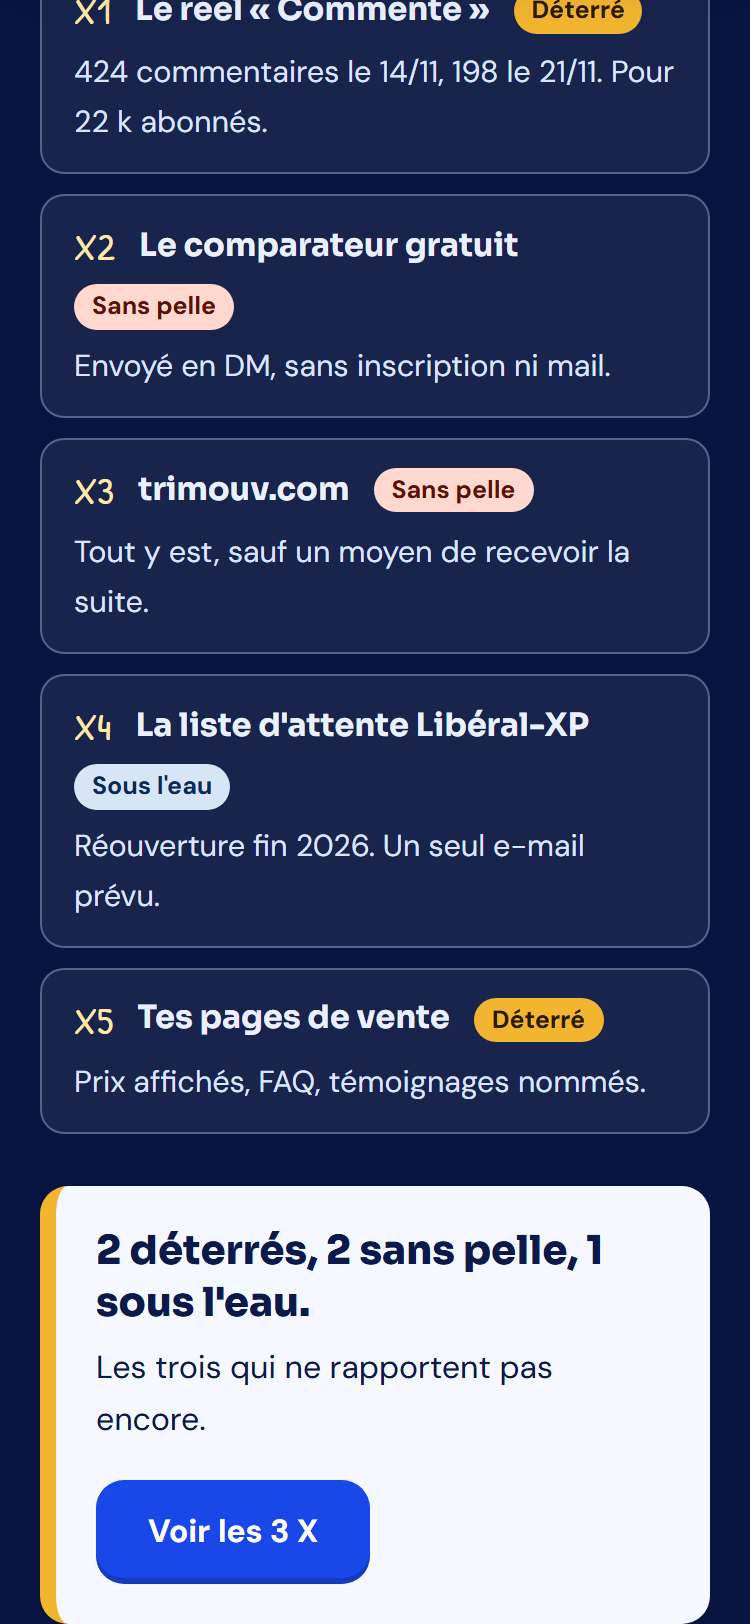 X1 Le réel « Commente » Déterré
424 commentaires le 14/11, 198 le 21/11. Pour
22 k abonnés.
X2 Le comparateur gratuit
Sans pelle
Envoyé en DM, sans inscription ni mail.
X3 trimouv.com Sans pelle
Tout y est, sauf un moyen de recevoir la
suite.
X4 La liste d'attente Libéral-XP
Sous l'eau
Réouverture fin 2026. Un seul e-mail
prévu.
X5 Tes pages de vente Déterré
Prix affichés, FAQ, témoignages nommés.
2 déterrés, 2 sans pelle, 1
sous l'eau.
Les trois qui ne rapportent pas
encore.
Voir les 3 X